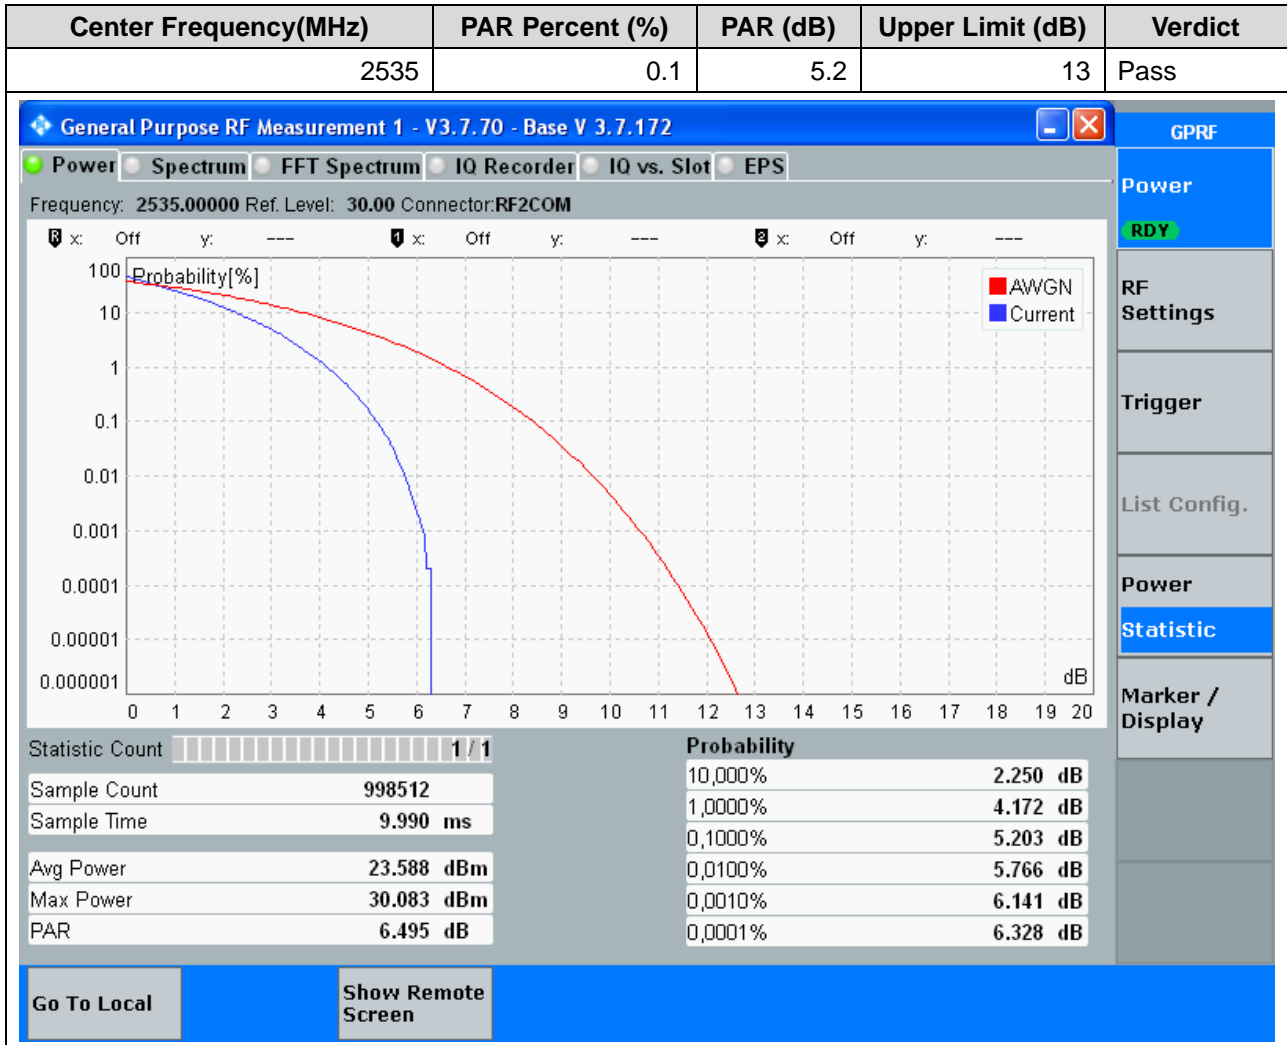 Center Frequency(MHz) PAR Percent (%) PAR (dB) Upper Limit (dB) Verdict
2535 0.1 5.2 13 Pass
General Purpose RF Measurement 1 - V3.7.70 - Base V 3.7.172
GPRF
Power Spectrum FFT Spectrum IQ Recorder IQ vs. Slot EPS
Power
RDY
Frequency: 2535.00000 Ref. Level: 30.00 Connector:RF2COM
R x: Off y: --- 1 x: Off y: --- 2 x: Off y: ---
Probability[%]
AWGN
Current
100
10
1
0.1
0.01
0.001
0.0001
0.00001
0.000001
dB
0 1 2 3 4 5 6 7 8 9 10 11 12 13 14 15 16 17 18 19 20
RF
Settings
Trigger
List Config.
Power
Statistic
Marker /
Display
Statistic Count 1 / 1
Sample Count 998512
Sample Time 9.990 ms
Avg Power 23.588 dBm
Max Power 30.083 dBm
PAR 6.495 dB
Probability
10,000% 2.250 dB
1,0000% 4.172 dB
0,1000% 5.203 dB
0,0100% 5.766 dB
0,0010% 6.141 dB
0,0001% 6.328 dB
Go To Local
Show Remote
Screen